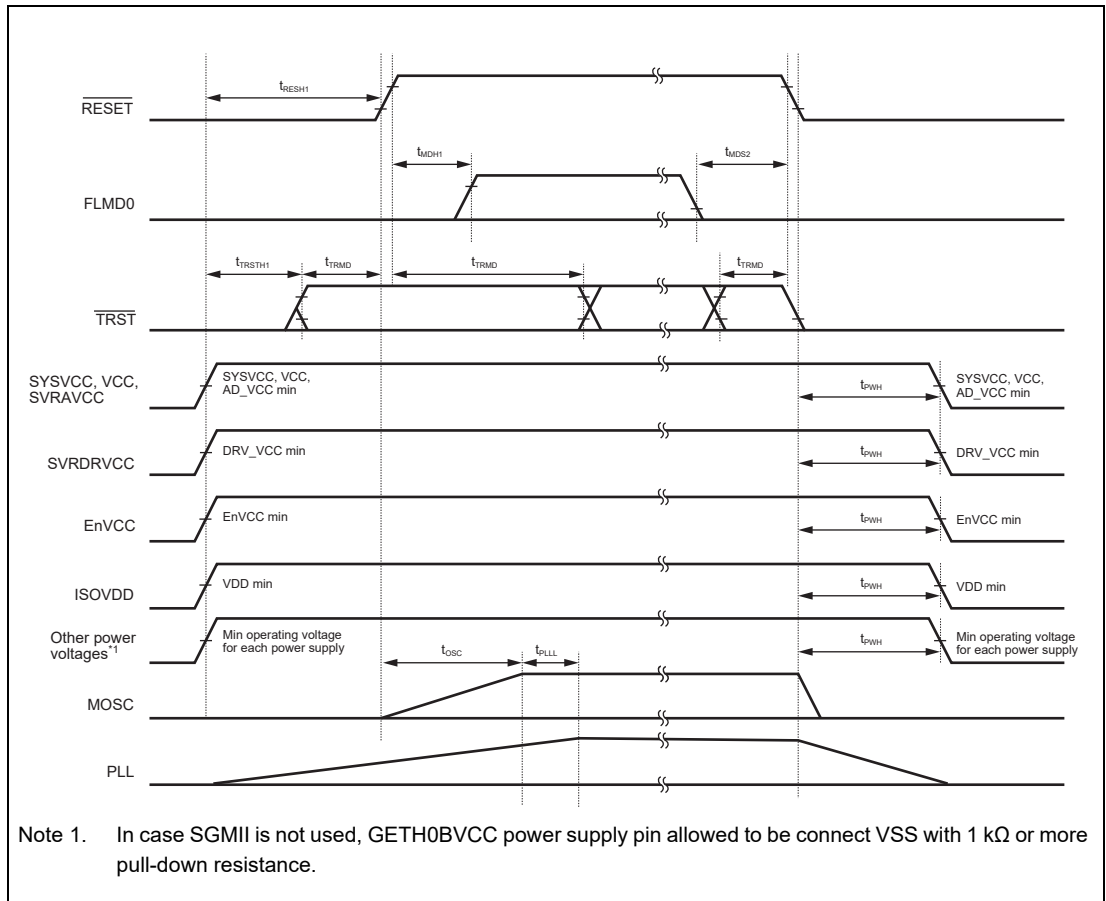 RESET
tRESH1
FLMD0
tMDH1
tMDS2
TRST
tTRSTH1
tTRMD
tTRMD
tTRMD
SYSVCC, VCC,
SVRAVCC
SYSVCC, VCC,
AD_VCC min
tPWH
SYSVCC, VCC,
AD_VCC min
SVRDRVCC
DRV_VCC min
tPWH
DRV_VCC min
EnVCC
EnVCC min
tPWH
EnVCC min
ISOVDD
VDD min
tPWH
VDD min
Other power
voltages*1
Min operating voltage
for each power supply
tPWH
Min operating voltage
for each power supply
MOSC
tOSC
tPLLL
PLL
Note 1. In case SGMII is not used, GETH0BVCC power supply pin allowed to be connect VSS with 1 kΩ or more
pull-down resistance.